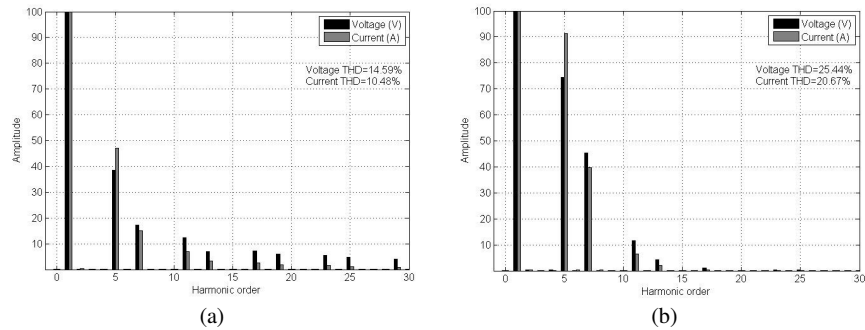 100
90
80
70
60
50
40
30
20
10
Amplitude
Voltage (V)
Current (A)
Voltage THD=14.59%
Current THD=10.48%
0 5 10 15 20 25 30
Harmonic order
(a)
100
90
80
70
60
50
40
30
20
10
Amplitude
Voltage (V)
Current (A)
Voltage THD=25.44%
Current THD=20.67%
0 5 10 15 20 25 30
Harmonic order
(b)